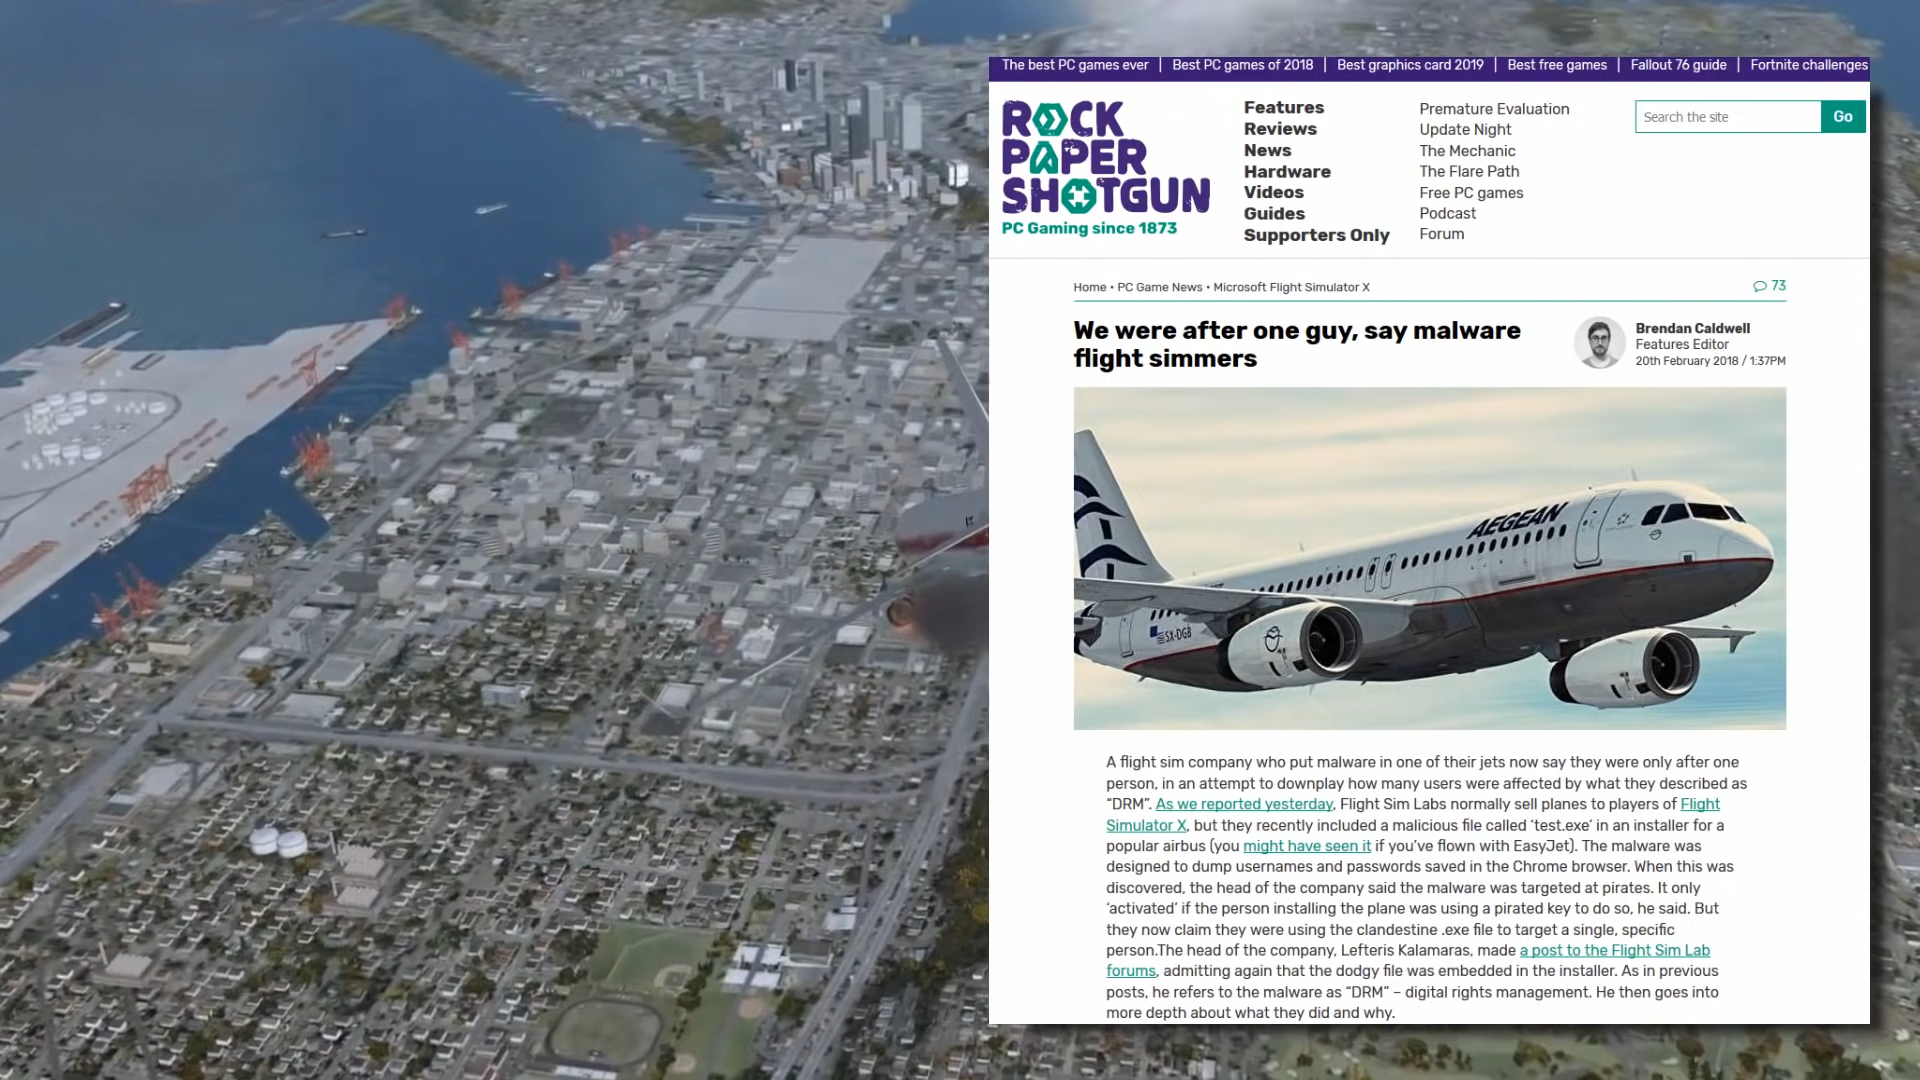 The best PC games ever | Best PC games of 2018 | Best graphics card 2019 | Best free games | Fallout 76 guide | Fortnite challenges
ROCK
PAPER
SHOTGUN
PC Gaming since 1873
Features
Reviews
News
Hardware
Videos
Guides
Supporters Only
Premature Evaluation
Update Night
The Mechanic
The Flare Path
Free PC games
Podcast
Forum
Search the site
Go
Home • PC Game News • Microsoft Flight Simulator X
73
We were after one guy, say malware
flight simmers
Brendan Caldwell
Features Editor
20th February 2018 / 1:37PM
AEGEAN
SX-DGB
A flight sim company who put malware in one of their jets now say they were only after one
person, in an attempt to downplay how many users were affected by what they described as
“DRM”. As we reported yesterday, Flight Sim Labs normally sell planes to players of Flight
Simulator X, but they recently included a malicious file called ‘test.exe’ in an installer for a
popular airbus (you might have seen it if you’ve flown with EasyJet). The malware was
designed to dump usernames and passwords saved in the Chrome browser. When this was
discovered, the head of the company said the malware was targeted at pirates. It only
‘activated’ if the person installing the plane was using a pirated key to do so, he said. But
they now claim they were using the clandestine .exe file to target a single, specific
person.The head of the company, Lefteris Kalamaras, made a post to the Flight Sim Lab
forums, admitting again that the dodgy file was embedded in the installer. As in previous
posts, he refers to the malware as “DRM” – digital rights management. He then goes into
more depth about what they did and why.